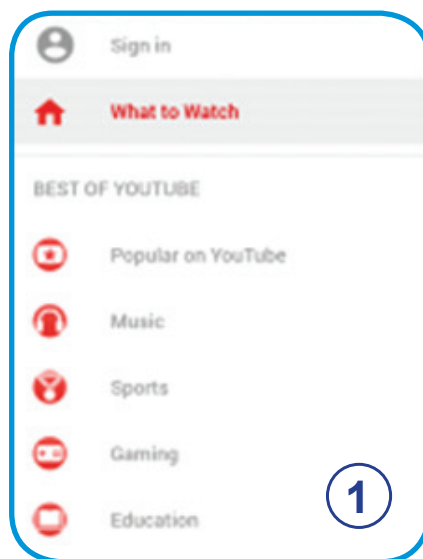 Sign in
What to Watch
BEST OF YOUTUBE
Popular on YouTube
Music
Sports
Gaming
Education
1